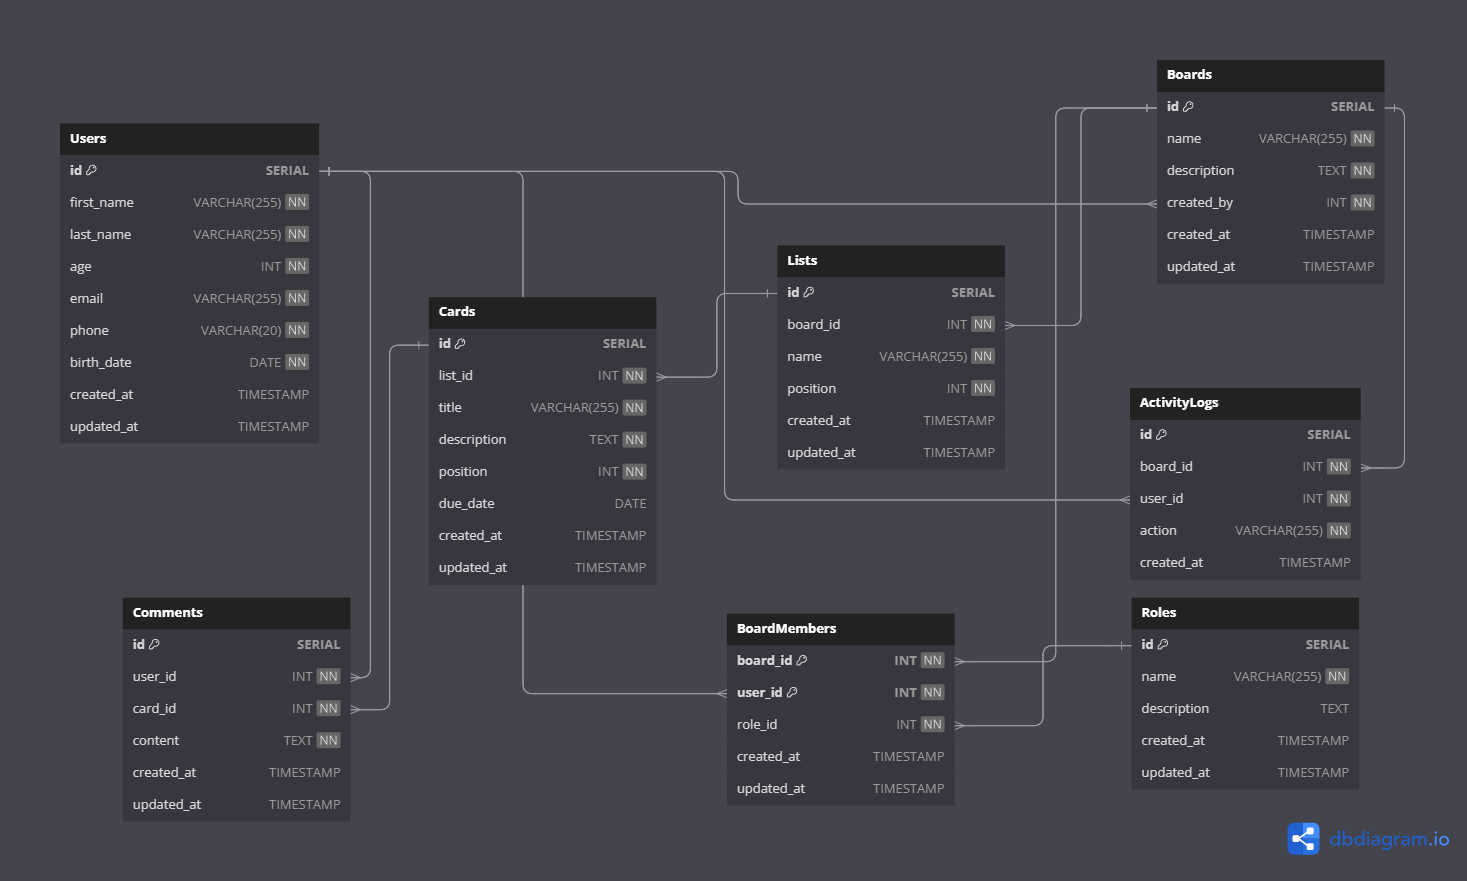 Users
id SERIAL
first_name VARCHAR(255) NN
last_name VARCHAR(255) NN
age INT NN
email VARCHAR(255) NN
phone VARCHAR(20) NN
birth_date DATE NN
created_at TIMESTAMP
updated_at TIMESTAMP
Cards
id SERIAL
list_id INT NN
title VARCHAR(255) NN
description TEXT NN
position INT NN
due_date DATE
created_at TIMESTAMP
updated_at TIMESTAMP
Lists
id SERIAL
board_id INT NN
name VARCHAR(255) NN
position INT NN
created_at TIMESTAMP
updated_at TIMESTAMP
Boards
id SERIAL
name VARCHAR(255) NN
description TEXT NN
created_by INT NN
created_at TIMESTAMP
updated_at TIMESTAMP
ActivityLogs
id SERIAL
board_id INT NN
user_id INT NN
action VARCHAR(255) NN
created_at TIMESTAMP
Comments
id SERIAL
user_id INT NN
card_id INT NN
content TEXT NN
created_at TIMESTAMP
updated_at TIMESTAMP
BoardMembers
board_id INT NN
user_id INT NN
role_id INT NN
created_at TIMESTAMP
updated_at TIMESTAMP
Roles
id SERIAL
name VARCHAR(255) NN
description TEXT
created_at TIMESTAMP
updated_at TIMESTAMP
dbdiagram.io